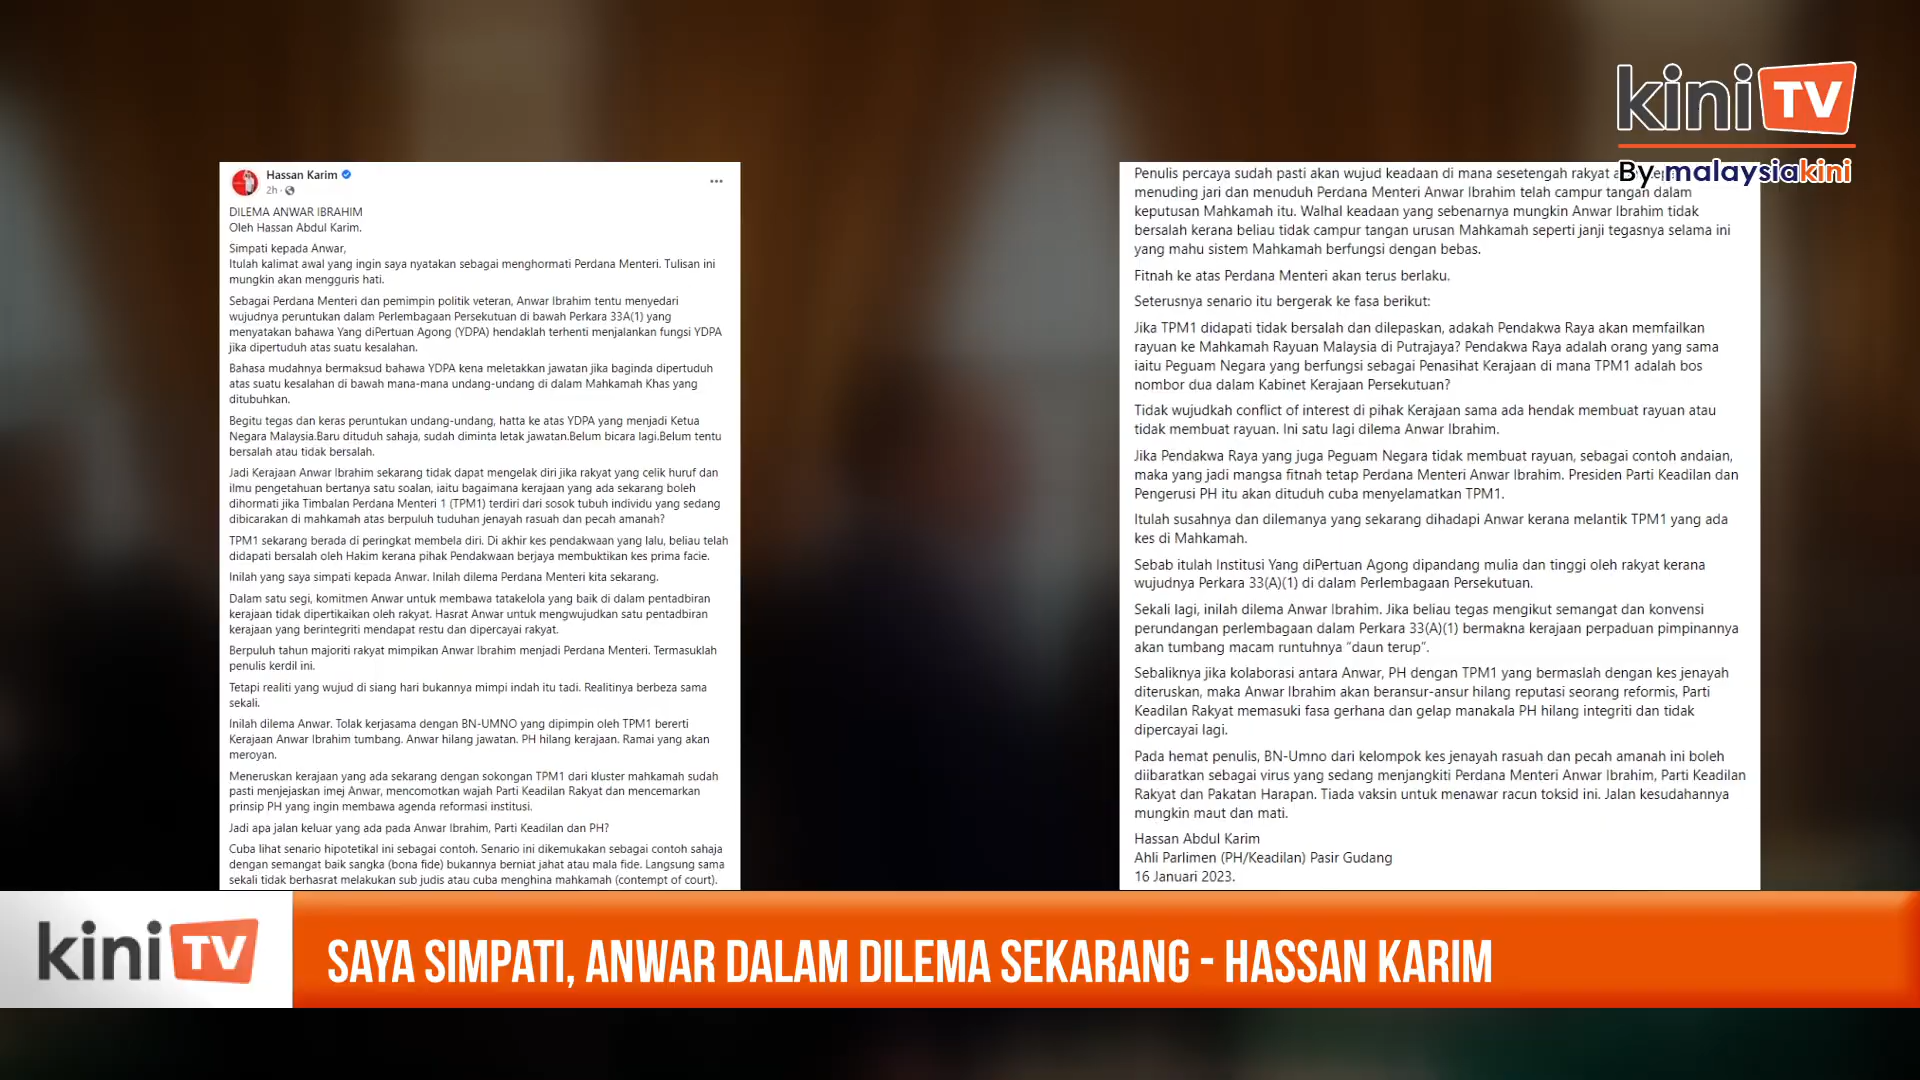 kini TV
By malaysiakini
Hassan Karim
2h
DILEMA ANWAR IBRAHIM
Oleh Hassan Abdul Karim.
Simpati kepada Anwar,
Itulah kalimat awal yang ingin saya nyatakan sebagai menghormati Perdana Menteri. Tulisan ini
mungkin akan mengguris hati.
Sebagai Perdana Menteri dan pemimpin politik veteran, Anwar Ibrahim tentu menyedari
wujudnya peruntukan dalam Perlembagaan Persekutuan di bawah Perkara 33A(1) yang
menyatakan bahawa Yang diPertuan Agong (YDPA) hendaklah terhenti menjalankan fungsi YDPA
jika dipertuduh atas suatu kesalahan.
Bahasa mudahnya bermaksud bahawa YDPA kena meletakkan jawatan jika baginda dipertuduh
atas suatu kesalahan di bawah mana-mana undang-undang di dalam Mahkamah Khas yang
ditubuhkan.
Begitu tegas dan keras peruntukan undang-undang, hatta ke atas YDPA yang menjadi Ketua
Negara Malaysia.Baru dituduh sahaja, sudah diminta letak jawatan.Belum bicara lagi.Belum tentu
bersalah atau tidak bersalah.
Jadi Kerajaan Anwar Ibrahim sekarang tidak dapat mengelak diri jika rakyat yang celik huruf dan
ilmu pengetahuan bertanya satu soalan, iaitu bagaimana kerajaan yang ada sekarang boleh
dihormati jika Timbalan Perdana Menteri 1 (TPM1) terdiri dari sosok tubuh individu yang sedang
dibicarakan di mahkamah atas berpuluh tuduhan jenayah rasuah dan pecah amanah?
TPM1 sekarang berada di peringkat membela diri. Di akhir kes pendakwaan yang lalu, beliau telah
didapati bersalah oleh Hakim kerana pihak Pendakwaan berjaya membuktikan kes prima facie.
Inilah yang saya simpati kepada Anwar. Inilah dilema Perdana Menteri kita sekarang.
Dalam satu segi, komitmen Anwar untuk membawa tatakelola yang baik di dalam pentadbiran
kerajaan tidak dipertikaikan oleh rakyat. Hasrat Anwar untuk mengwujudkan satu pentadbiran
kerajaan yang berintegriti mendapat restu dan dipercayai rakyat.
Berpuluh tahun majoriti rakyat mimpikan Anwar Ibrahim menjadi Perdana Menteri. Termasuklah
penulis kerdil ini.
Tetapi realiti yang wujud di siang hari bukannya mimpi indah itu tadi. Realitinya berbeza sama
sekali.
Inilah dilema Anwar. Tolak kerjasama dengan BN-UMNO yang dipimpin oleh TPM1 bererti
Kerajaan Anwar Ibrahim tumbang. Anwar hilang jawatan. PH hilang kerajaan. Ramai yang akan
meroyan.
Meneruskan kerajaan yang ada sekarang dengan sokongan TPM1 dari kluster mahkamah sudah
pasti menjejaskan imej Anwar, mencomotkan wajah Parti Keadilan Rakyat dan mencemarkan
prinsip PH yang ingin membawa agenda reformasi institusi.
Jadi apa jalan keluar yang ada pada Anwar Ibrahim, Parti Keadilan dan PH?
Cuba lihat senario hipotetikal ini sebagai contoh. Senario ini dikemukakan sebagai contoh sahaja
dengan semangat baik sangka (bona fide) bukannya berniat jahat atau mala fide. Langsung sama
sekali tidak berhasrat melakukan sub judis atau cuba menghina mahkamah (contempt of court).
Penulis percaya sudah pasti akan wujud keadaan di mana sesetengah rakyat
menuding jari dan menuduh Perdana Menteri Anwar Ibrahim telah campur tangan dalam
keputusan Mahkamah itu. Walhal keadaan yang sebenarnya mungkin Anwar Ibrahim tidak
bersalah kerana beliau tidak campur tangan urusan Mahkamah seperti janji tegasnya selama ini
yang mahu sistem Mahkamah berfungsi dengan bebas.
Fitnah ke atas Perdana Menteri akan terus berlaku.
Seterusnya senario itu bergerak ke fasa berikut:
Jika TPM1 didapati tidak bersalah dan dilepaskan, adakah Pendakwa Raya akan memfailkan
rayuan ke Mahkamah Rayuan Malaysia di Putrajaya? Pendakwa Raya adalah orang yang sama
iaitu Peguam Negara yang berfungsi sebagai Penasihat Kerajaan di mana TPM1 adalah bos
nombor dua dalam Kabinet Kerajaan Persekutuan?
Tidak wujudkah conflict of interest di pihak Kerajaan sama ada hendak membuat rayuan atau
tidak membuat rayuan. Ini satu lagi dilema Anwar Ibrahim.
Jika Pendakwa Raya yang juga Peguam Negara tidak membuat rayuan, sebagai contoh andaian,
maka yang jadi mangsa fitnah tetap Perdana Menteri Anwar Ibrahim. Presiden Parti Keadilan dan
Pengerusi PH itu akan dituduh cuba menyelamatkan TPM1.
Itulah susahnya dan dilemanya yang sekarang dihadapi Anwar kerana melantik TPM1 yang ada
kes di Mahkamah.
Sebab itulah Institusi Yang diPertuan Agong dipandang mulia dan tinggi oleh rakyat kerana
wujudnya Perkara 33(A)(1) di dalam Perlembagaan Persekutuan.
Sekali lagi, inilah dilema Anwar Ibrahim. Jika beliau tegas mengikut semangat dan konvensi
perundangan perlembagaan dalam Perkara 33(A)(1) bermakna kerajaan perpaduan pimpinannya
akan tumbang macam runtuhnya “daun terup”.
Sebaliknya jika kolaborasi antara Anwar, PH dengan TPM1 yang bermaslah dengan kes jenayah
diteruskan, maka Anwar Ibrahim akan beransur-ansur hilang reputasi seorang reformis, Parti
Keadilan Rakyat memasuki fasa gerhana dan gelap manakala PH hilang integriti dan tidak
dipercayai lagi.
Pada hemat penulis, BN-Umno dari kelompok kes jenayah rasuah dan pecah amanah ini boleh
diibaratkan sebagai virus yang sedang menjangkiti Perdana Menteri Anwar Ibrahim, Parti Keadilan
Rakyat dan Pakatan Harapan. Tiada vaksin untuk menawar racun toksid ini. Jalan kesudahannya
mungkin maut dan mati.
Hassan Abdul Karim
Ahli Parlimen (PH/Keadilan) Pasir Gudang
16 Januari 2023.
kini TV
SAYA SIMPATI, ANWAR DALAM DILEMA SEKARANG - HASSAN KARIM